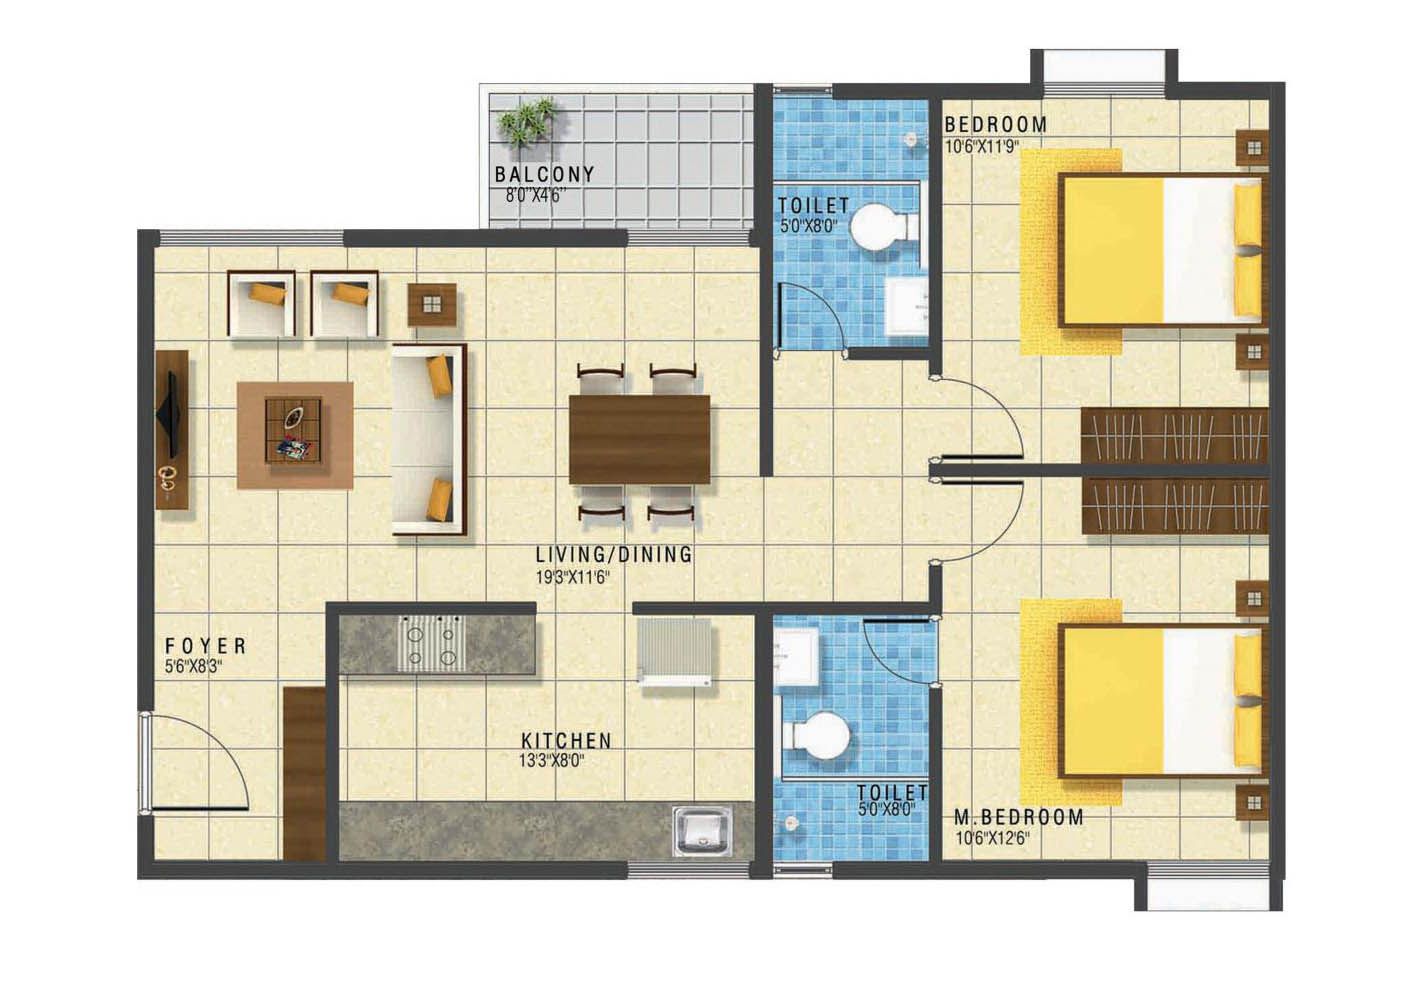 BEDROOM
10'6"X11'9"
BALCONY
8'0"X4'6"
TOILET
5'0"X8'0"
LIVING/DINING
19'3"X11'6"
FOYER
5'6"X8'3"
KITCHEN
13'3"X8'0"
TOILET
5'0"X8'0"
M.BEDROOM
10'6"X12'6"